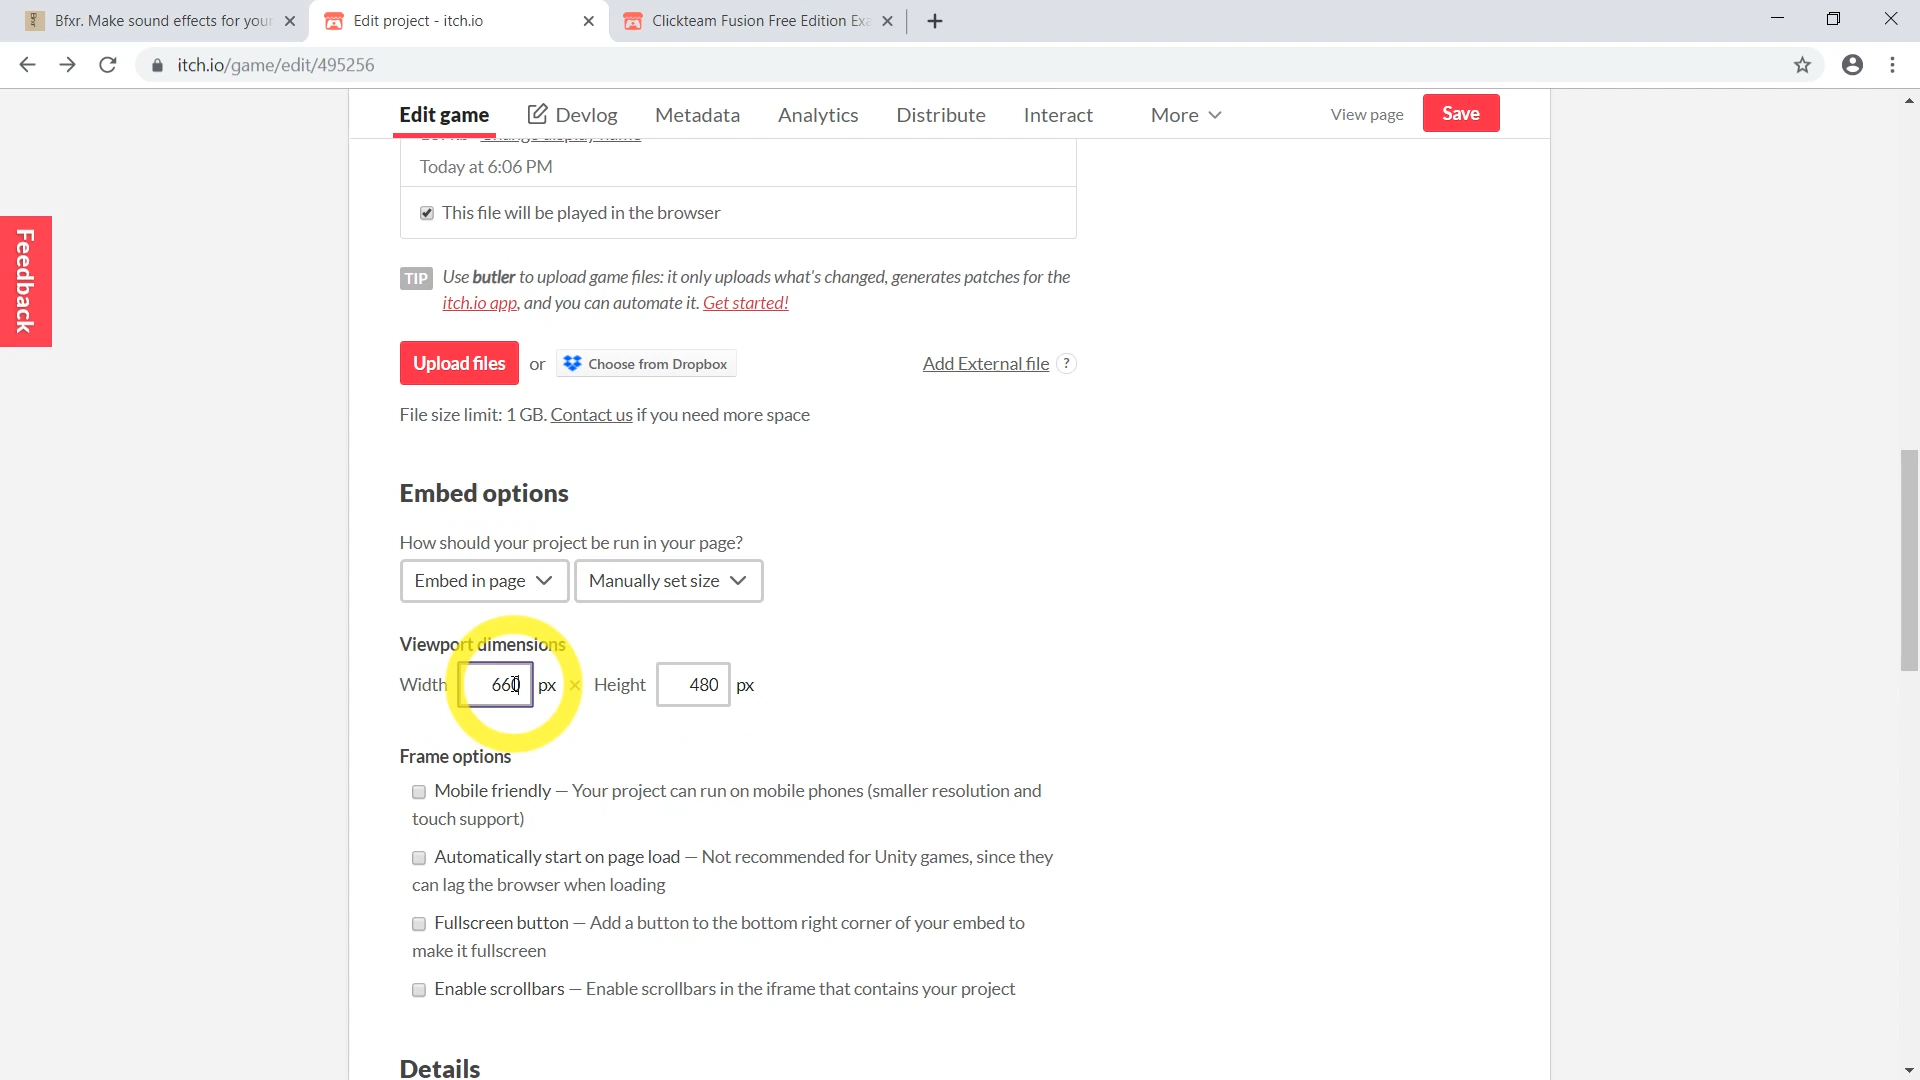 Bfxr. Make sound effects for your
Edit project - itch.io
Clickteam Fusion Free Edition Exa
itch.io/game/edit/495256
Edit game
Devlog
Metadata
Analytics
Distribute
Interact
More
View page
Save
Feedback
Change display name
Today at 6:06 PM
This file will be played in the browser
TIP Use butler to upload game files: it only uploads what's changed, generates patches for the
itch.io app, and you can automate it. Get started!
Upload files or Choose from Dropbox Add External file ?
File size limit: 1 GB. Contact us if you need more space
Embed options
How should your project be run in your page?
Embed in page Manually set size
Viewport dimensions
Width 660 px × Height 480 px
Frame options
Mobile friendly — Your project can run on mobile phones (smaller resolution and
touch support)
Automatically start on page load — Not recommended for Unity games, since they
can lag the browser when loading
Fullscreen button — Add a button to the bottom right corner of your embed to
make it fullscreen
Enable scrollbars — Enable scrollbars in the iframe that contains your project
Details